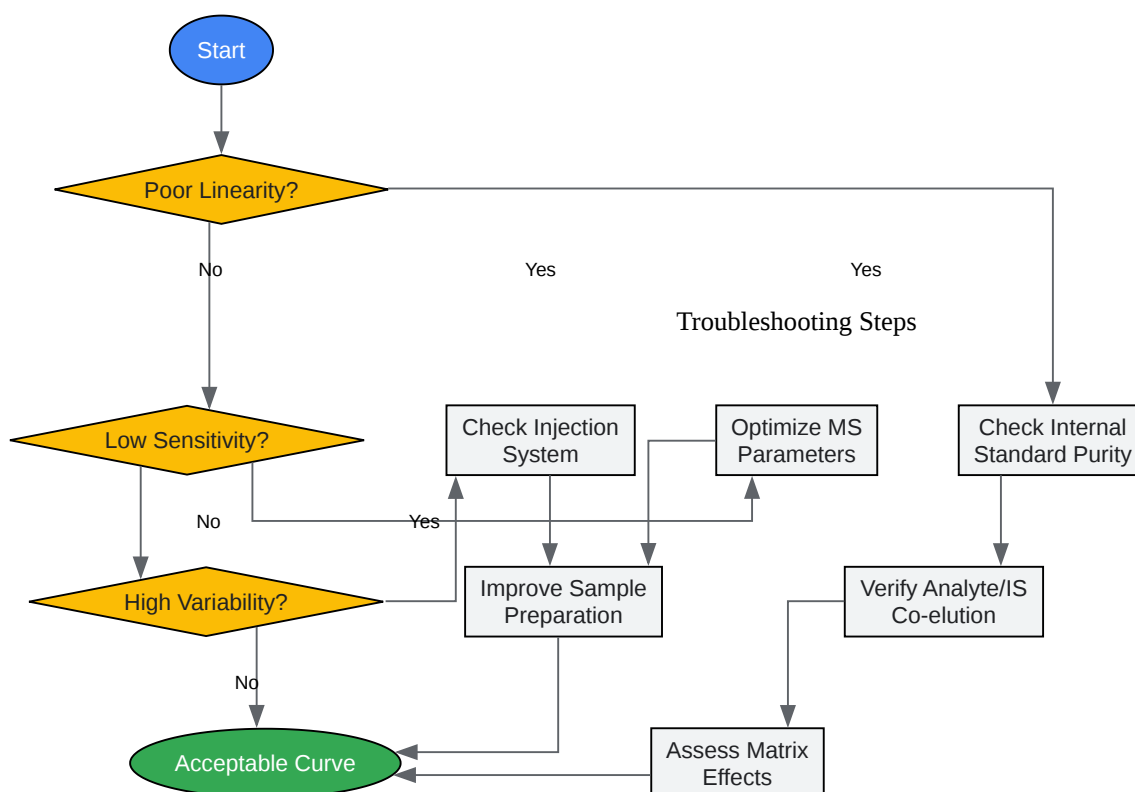 Start
Poor Linearity?
No
Yes
Yes
Troubleshooting Steps
Low Sensitivity?
Check Injection
System
Optimize MS
Parameters
Check Internal
Standard Purity
No
Yes
High Variability?
Improve Sample
Preparation
Verify Analyte/IS
Co-elution
No
Acceptable Curve
Assess Matrix
Effects